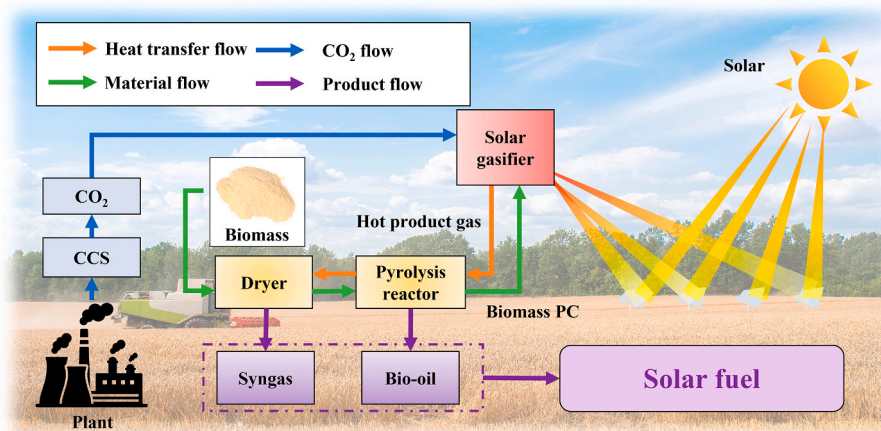 Heat transfer flow
CO₂ flow
Material flow
Product flow
Solar
Solar
gasifier
CO₂
Biomass
Hot product gas
CCS
Dryer
Pyrolysis
reactor
Biomass PC
Syngas
Bio-oil
Solar fuel
Plant